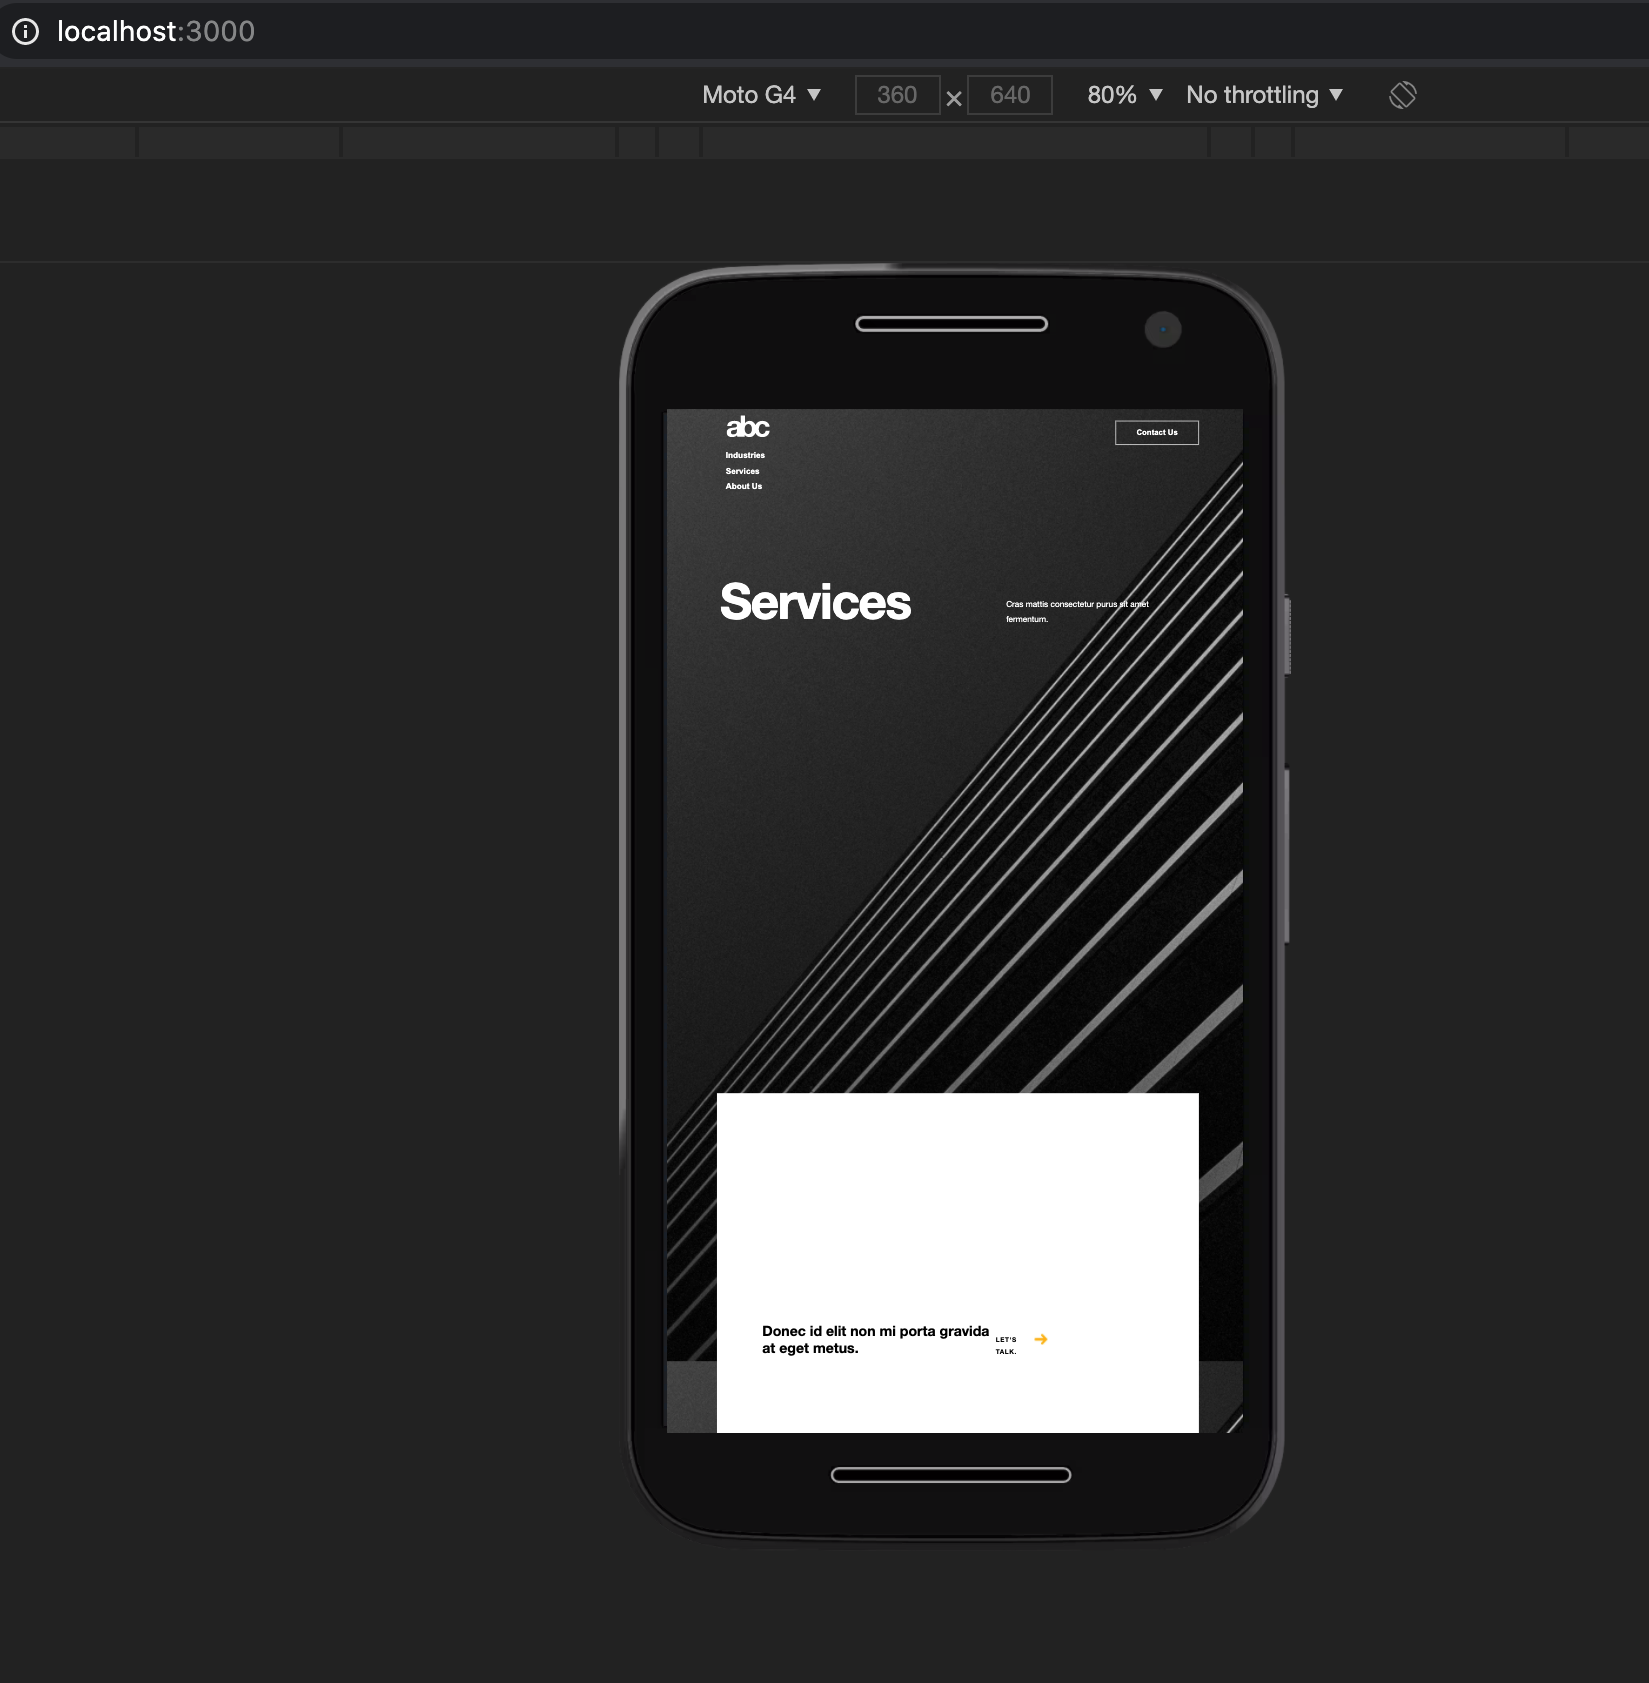 localhost:3000
Moto G4 ▼ 360 × 640 80% ▼ No throttling ▼
abc
Contact Us
Industries
Services
About Us
Services
Cras mattis consectetur purus sit amet
fermentum.
Donec id elit non mi porta gravida
at eget metus.
LET'S
TALK.